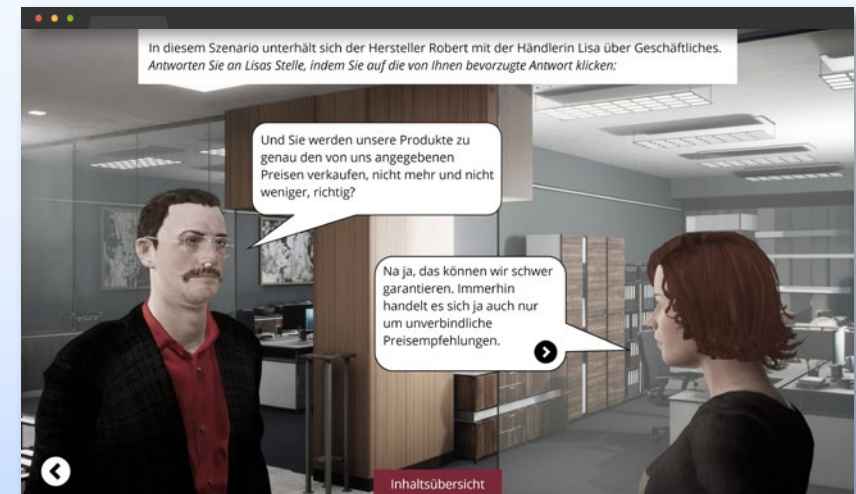 In diesem Szenario unterhält sich der Hersteller Robert mit der Händlerin Lisa über Geschäftliches.
Antworten Sie an Lisas Stelle, indem Sie auf die von Ihnen bevorzugte Antwort klicken:
Und Sie werden unsere Produkte zu
genau den von uns angegebenen
Preisen verkaufen, nicht mehr und nicht
weniger, richtig?
Na ja, das können wir schwer
garantieren. Immerhin
handelt es sich ja auch nur
um unverbindliche
Preisempfehlungen.
Inhaltsübersicht